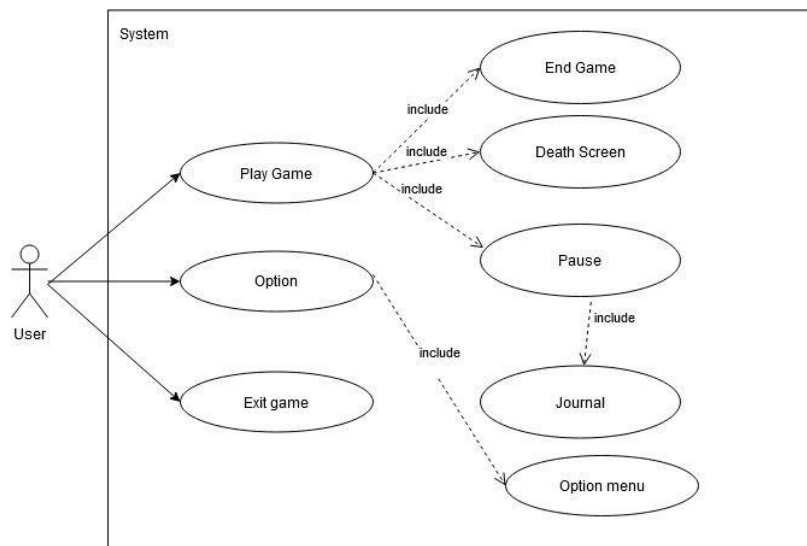 System
End Game
include
Death Screen
include
Play Game
include
Pause
Option
include
User
include
Exit game
Journal
Option menu